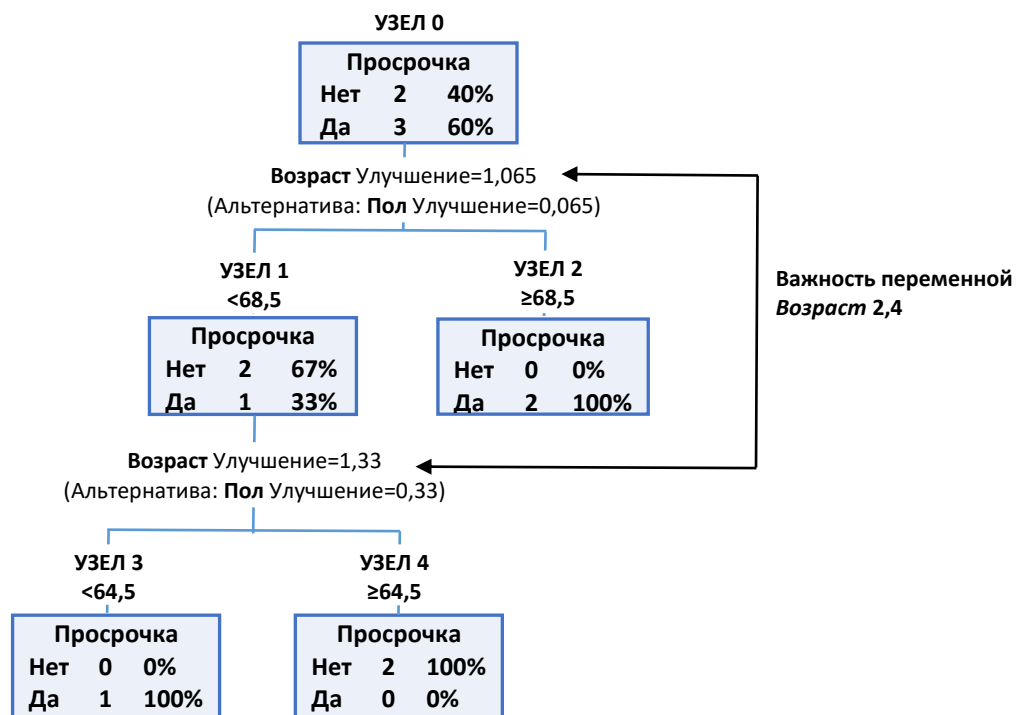 УЗЕЛ 0
Просрочка
Нет 2 40%
Да 3 60%
Возраст Улучшение=1,065
(Альтернатива: Пол Улучшение=0,065)
УЗЕЛ 1
<68,5
УЗЕЛ 2
≥68,5
Важность переменной
Возраст 2,4
Просрочка
Нет 2 67%
Да 1 33%
Просрочка
Нет 0 0%
Да 2 100%
Возраст Улучшение=1,33
(Альтернатива: Пол Улучшение=0,33)
УЗЕЛ 3
<64,5
УЗЕЛ 4
≥64,5
Просрочка
Нет 0 0%
Да 1 100%
Просрочка
Нет 2 100%
Да 0 0%